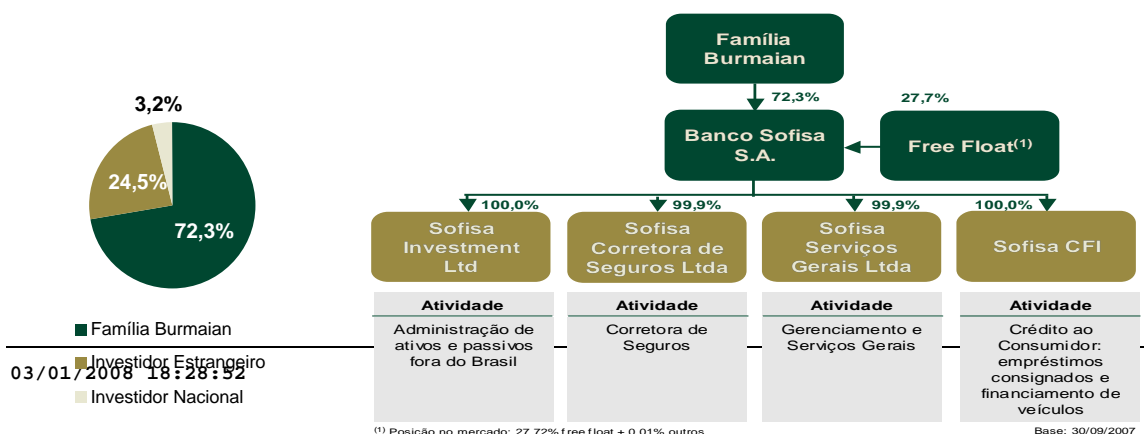 3,2%
24,5%
72,3%
Família Burmaian
Investidor Estrangeiro
Investidor Nacional
03/01/2008 18:28:52
Família
Burmaian
72,3%
27,7%
Banco Sofisa
S.A.
Free Float(1)
100,0%
99,9%
99,9%
100,0%
Sofisa
Investment
Ltd
Sofisa
Corretora de
Seguros Ltda
Sofisa
Serviços
Gerais Ltda
Sofisa CFI
Atividade
Administração de
ativos e passivos
fora do Brasil
Atividade
Corretora de
Seguros
Atividade
Gerenciamento e
Serviços Gerais
Atividade
Crédito ao
Consumidor:
empréstimos
consignados e
financiamento de
veículos
(1) Posição no mercado: 27,72% free float + 0,01% outros
Base: 30/09/2007